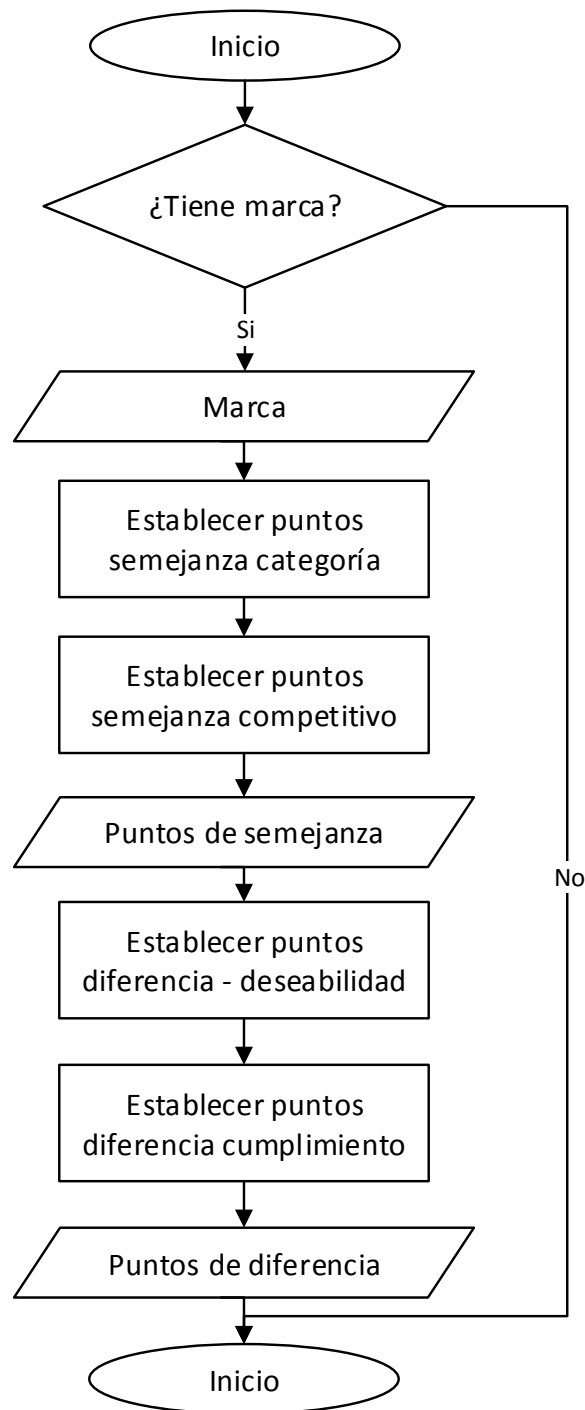 Inicio
¿Tiene marca?
Si
Marca
Establecer puntos
semejanza categoría
Establecer puntos
semejanza competitivo
Puntos de semejanza
No
Establecer puntos
diferencia - deseabilidad
Establecer puntos
diferencia cumplimiento
Puntos de diferencia
Inicio